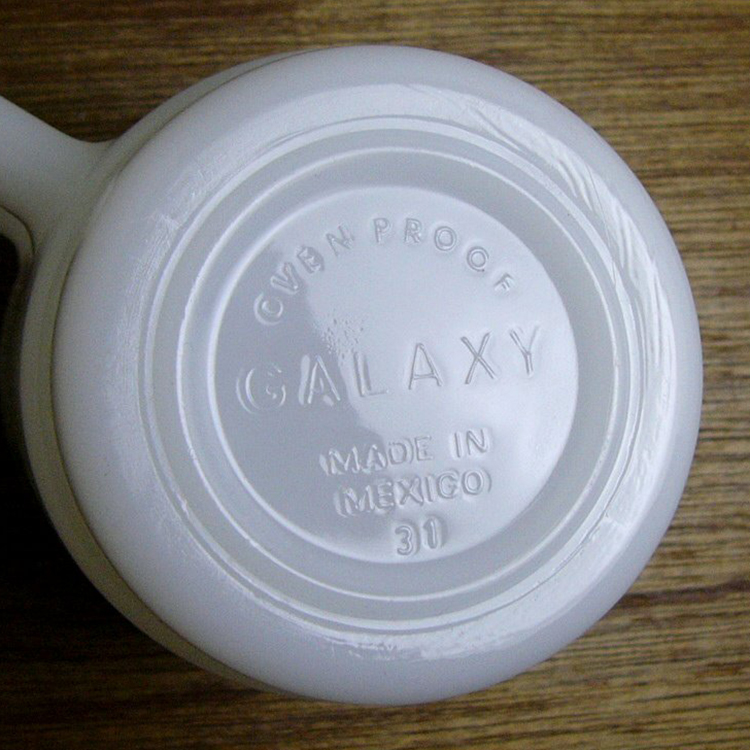 OVEN PROOF
GALAXY
MADE IN
MEXICO
31